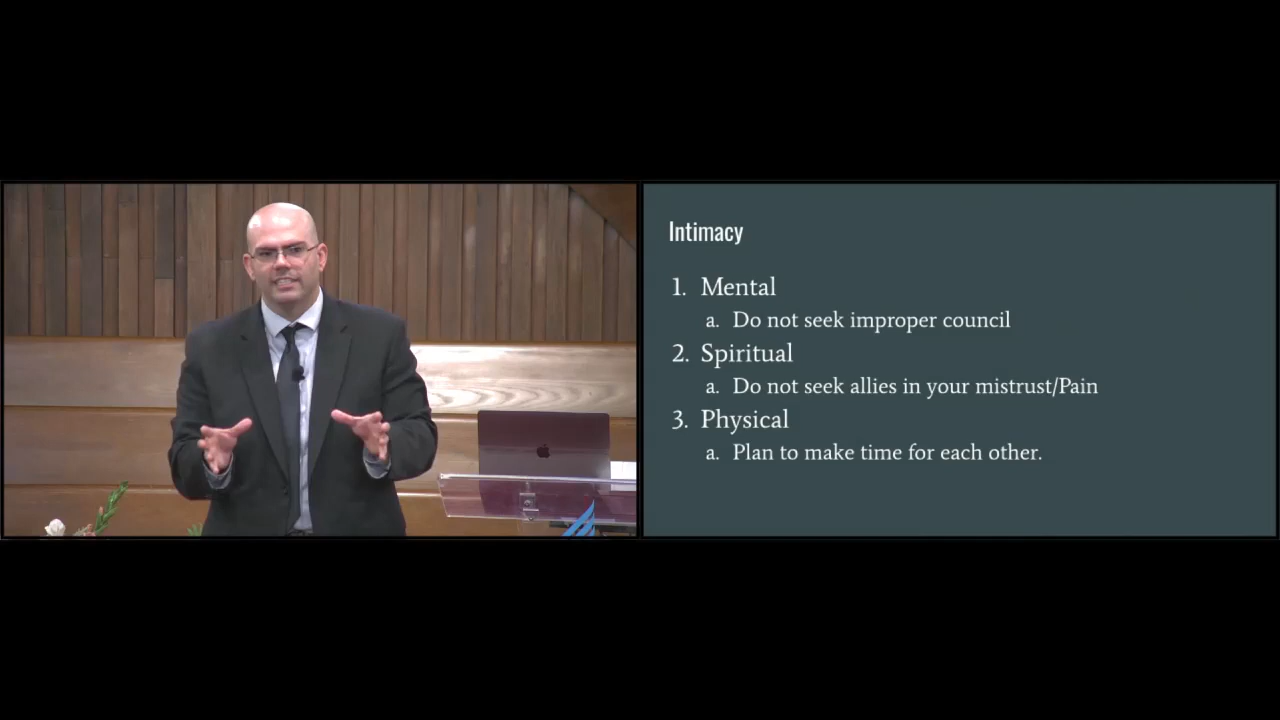 Intimacy
1. Mental
a. Do not seek improper council
2. Spiritual
a. Do not seek allies in your mistrust/Pain
3. Physical
a. Plan to make time for each other.